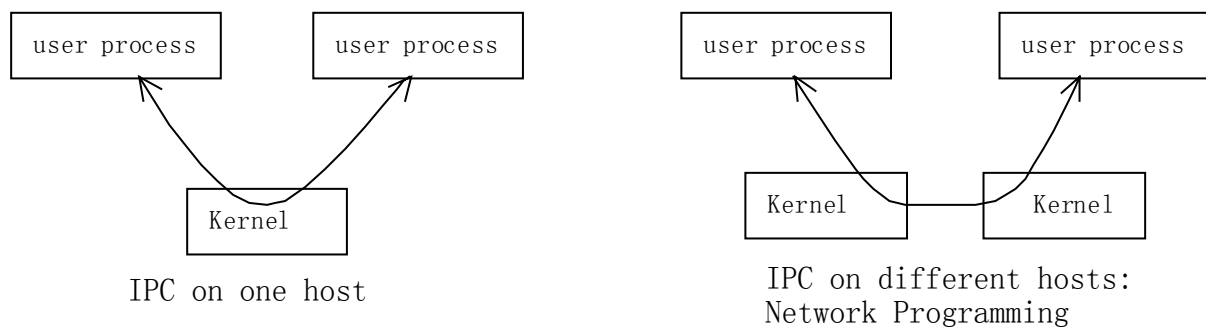 user process
user process
Kernel
IPC on one host
user process
user process
Kernel
Kernel
IPC on different hosts:
Network Programming